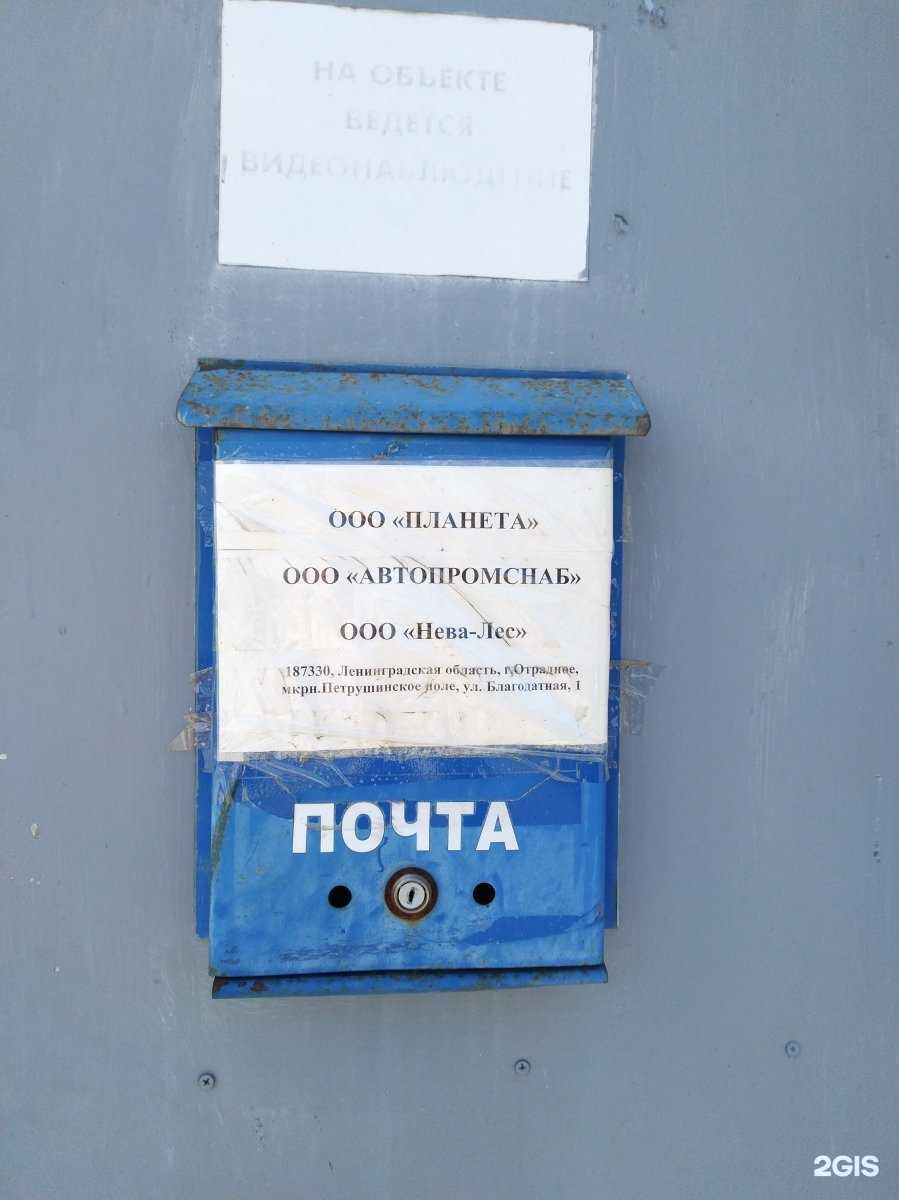 НА ОБЪЕКТЕ
ВЕДЕТСЯ
ВИДЕОНАБЛЮДЕНИЕ
ООО «ПЛАНЕТА»
ООО «АВТОПРОМСНАБ»
ООО «Нева-Лес»
187330, Ленинградская область, г.Отрадное,
мкрн.Петрушинское поле, ул. Благодатная, 1
ПОЧТА
2GIS